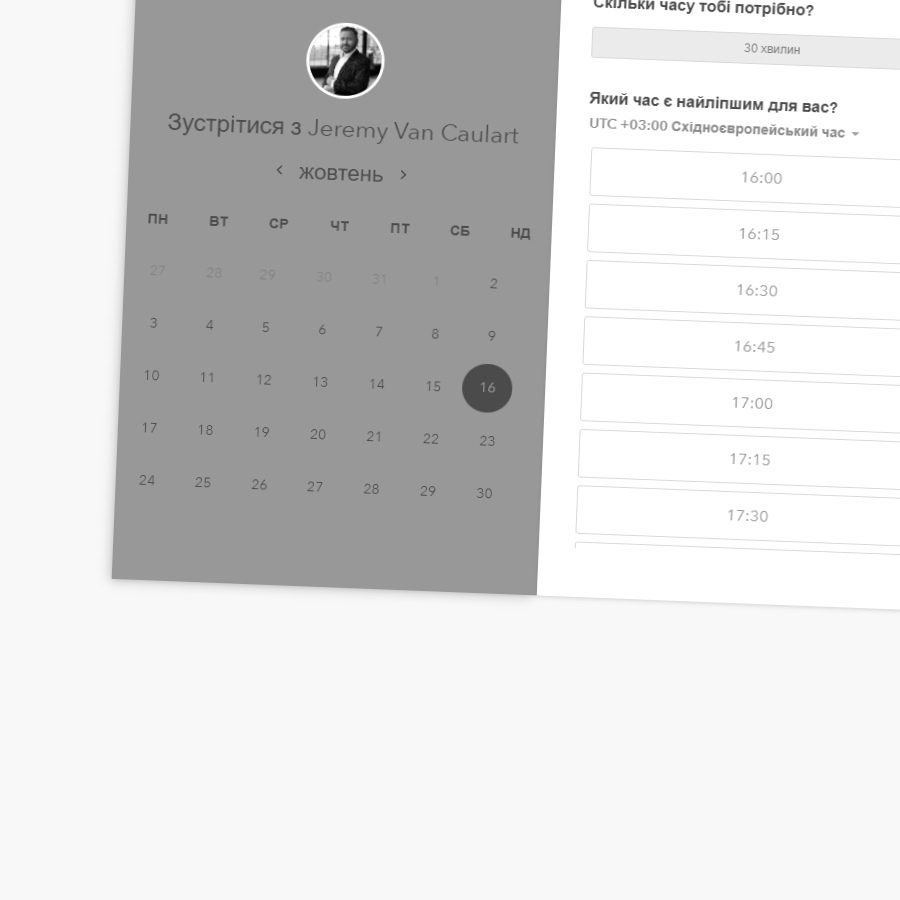 Зустрітися з Jeremy Van Caulart
жовтень
ПН ВТ СР ЧТ ПТ СБ НД
27 28 29 30 31 1 2
3 4 5 6 7 8 9
10 11 12 13 14 15 16
17 18 19 20 21 22 23
24 25 26 27 28 29 30
Скільки часу тобі потрібно?
30 хвилин
Який час є найліпшим для вас?
UTC +03:00 Східноєвропейський час
16:00
16:15
16:30
16:45
17:00
17:15
17:30